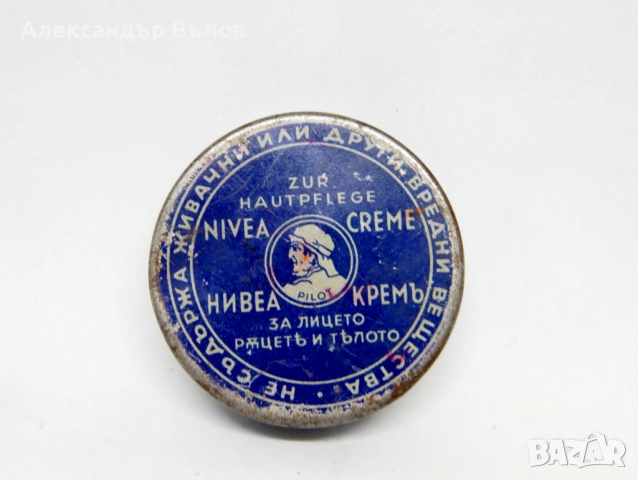 Александър Вълов
НЕ СЪДЪРЖА ЖИВАЧНИ ИЛИ ДРУГИ ВРЕДНИ ВЕЩЕСТВА •
ZUR
HAUTPFLEGE
NIVEA CREME
PILOT
НИВЕА КРЕМЪ
ЗА ЛИЦЕТО
РѪЦЕТѢ И ТѢЛОТО
BAZAR